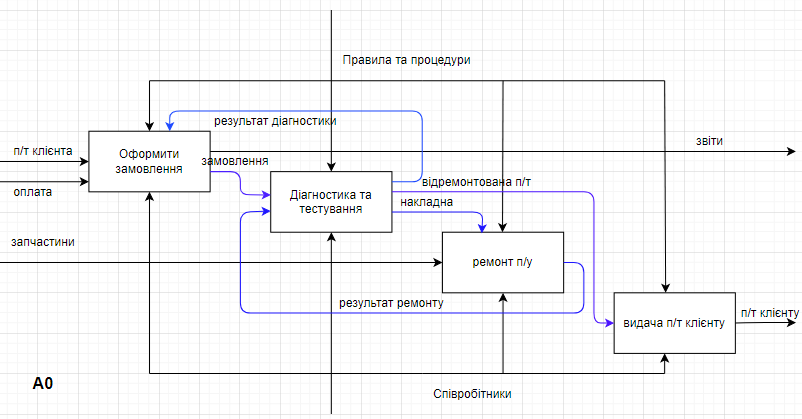 Правила та процедури
результат діагностики
п/т клієнта
Оформити
замовлення
звіти
замовлення
оплата
Діагностика та
тестування
відремонтована п/т
накладна
запчастини
ремонт п/у
результат ремонту
п/т клієнту
видача п/т клієнту
A0
Співробітники